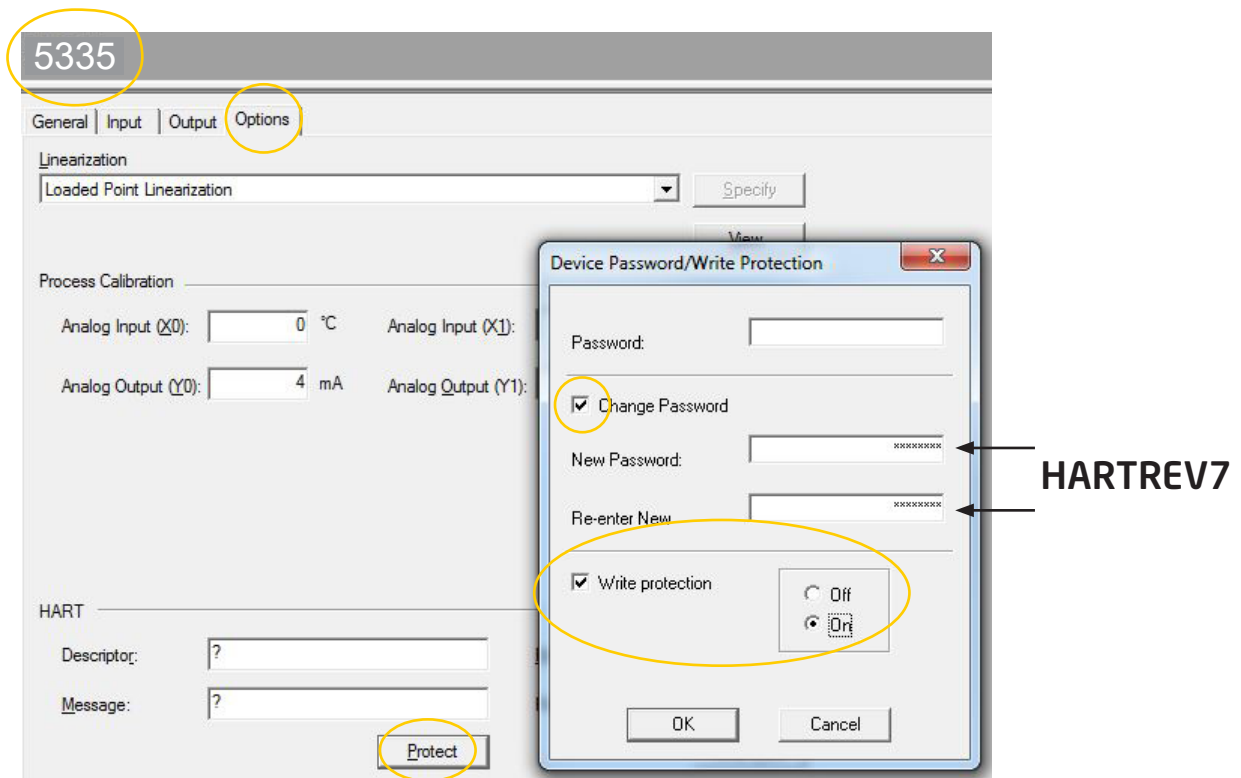 5335
General Input Output Options
Linearization
Loaded Point Linearization Specify
View
Device Password/Write Protection
Process Calibration
Analog Input (X0): 0 °C Analog Input (X1):
Password:
Analog Output (Y0): 4 mA Analog Output (Y1):
Change Password
New Password: ********
HARTREV7
Re-enter New ********
Write protection
Off
On
HART
Descriptor: ?
Message: ?
OK Cancel
Protect